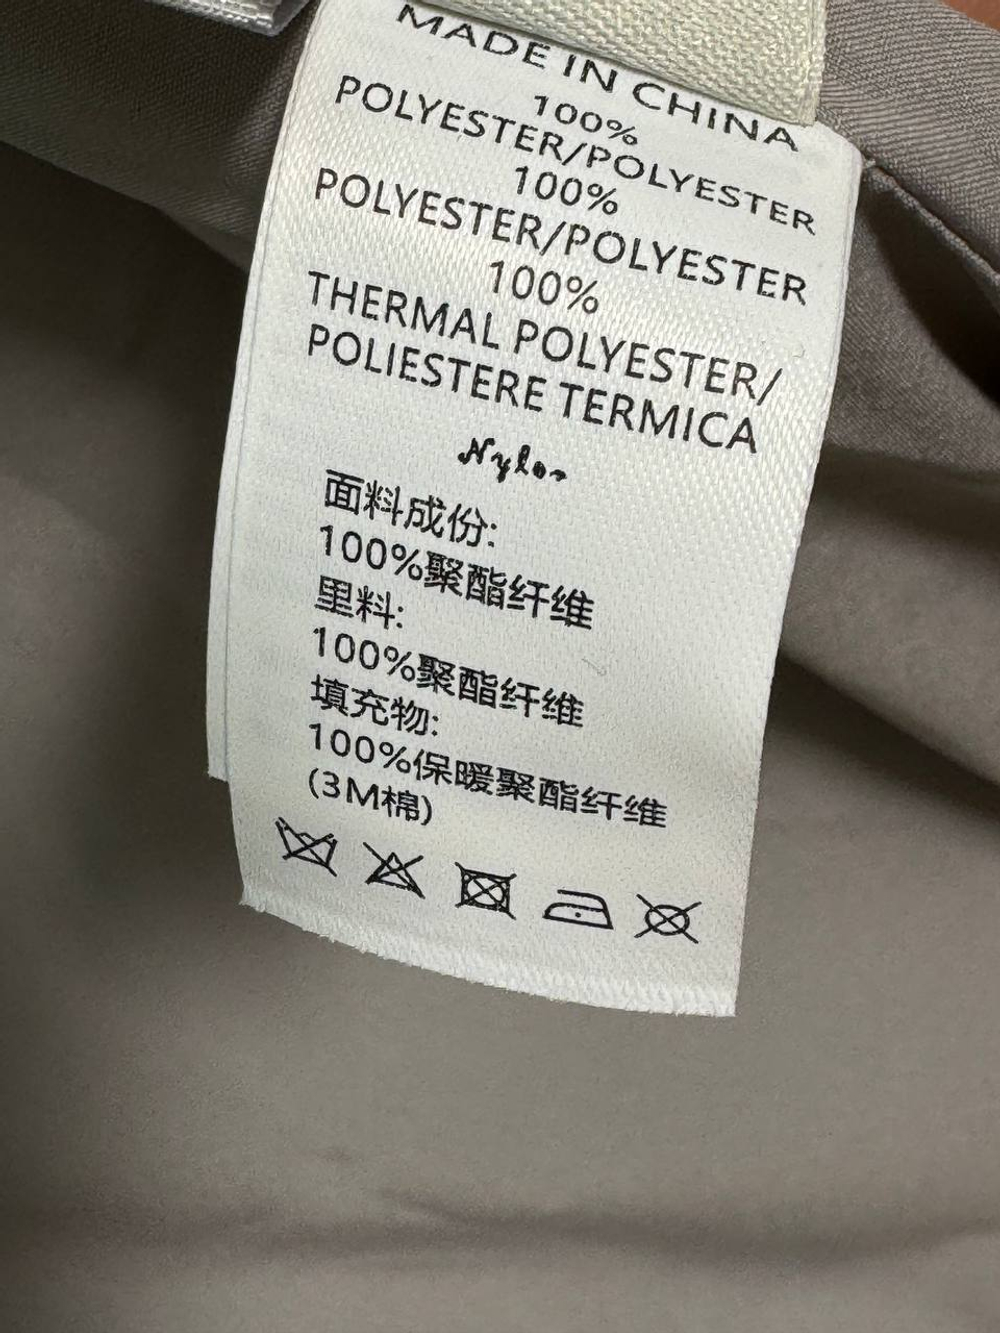 MADE IN CHINA
100%
POLYESTER/POLYESTER
100%
POLYESTER/POLYESTER
100%
THERMAL POLYESTER/
POLIESTERE TERMICA
Nylon
面料成份:
100%聚酯纤维
里料:
100%聚酯纤维
填充物:
100%保暖聚酯纤维
(3M棉)